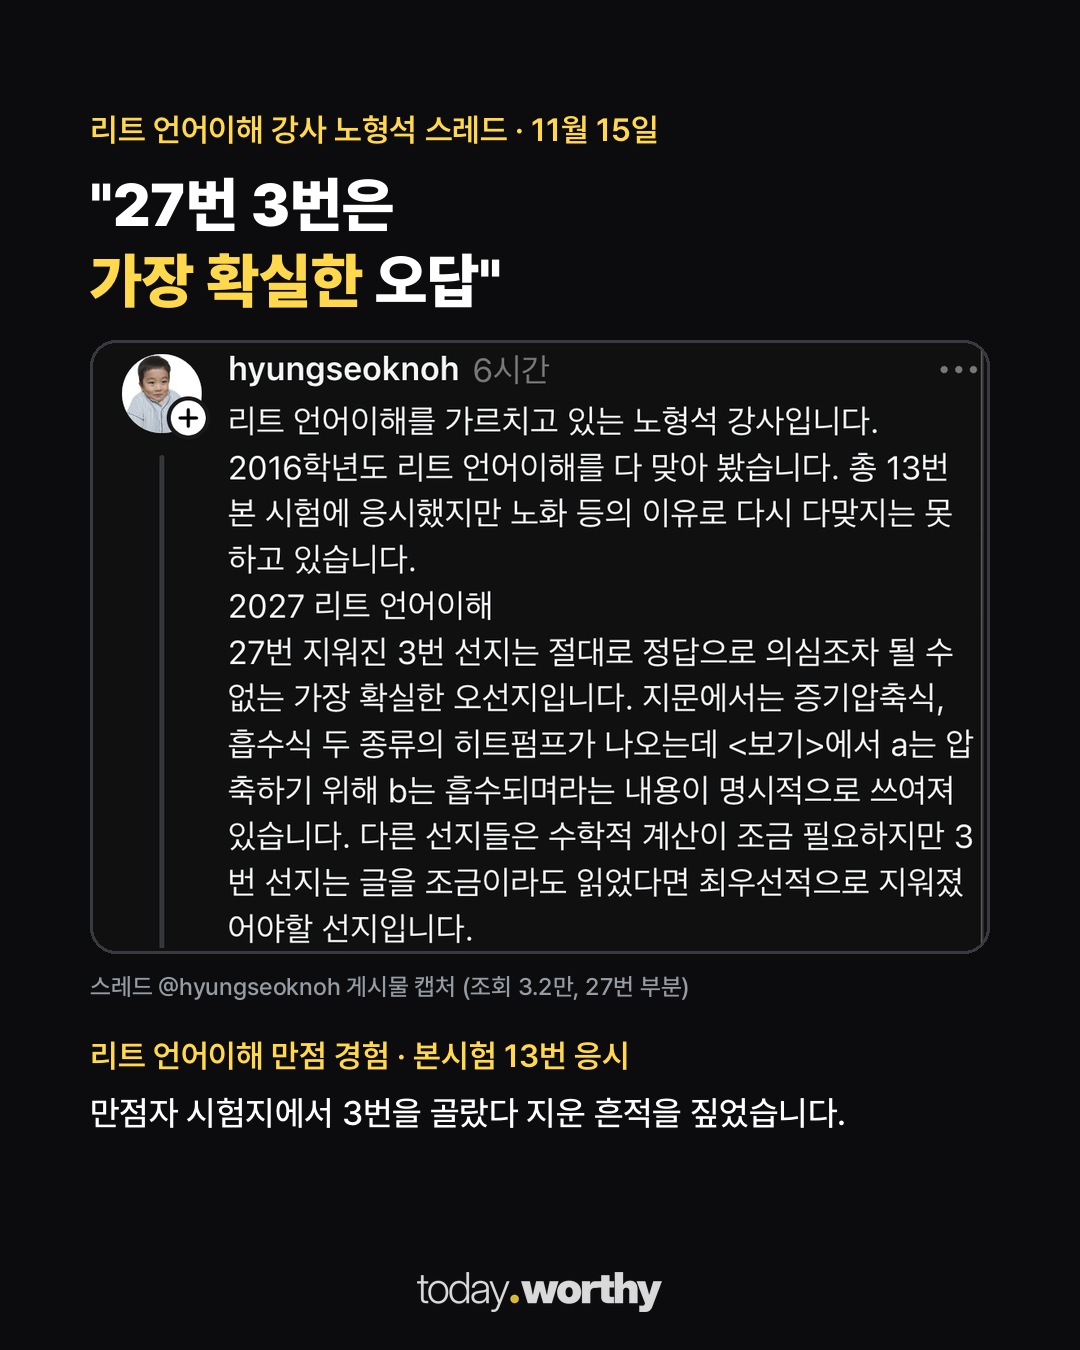 리트 언어이해 강사 노형석 스레드 · 11월 15일
"27번 3번은
가장 확실한 오답"
hyungseoknoh 6시간
리트 언어이해를 가르치고 있는 노형석 강사입니다.
2016학년도 리트 언어이해를 다 맞아 봤습니다. 총 13번
본 시험에 응시했지만 노화 등의 이유로 다시 다맞지는 못
하고 있습니다.
2027 리트 언어이해
27번 지워진 3번 선지는 절대로 정답으로 의심조차 될 수
없는 가장 확실한 오선지입니다. 지문에서는 증기압축식,
흡수식 두 종류의 히트펌프가 나오는데 <보기>에서 a는 압
축하기 위해 b는 흡수되며라는 내용이 명시적으로 쓰여져
있습니다. 다른 선지들은 수학적 계산이 조금 필요하지만 3
번 선지는 글을 조금이라도 읽었다면 최우선적으로 지워졌
어야할 선지입니다.
스레드 @hyungseoknoh 게시물 캡처 (조회 3.2만, 27번 부분)
리트 언어이해 만점 경험 · 본시험 13번 응시
만점자 시험지에서 3번을 골랐다 지운 흔적을 짚었습니다.
today.worthy